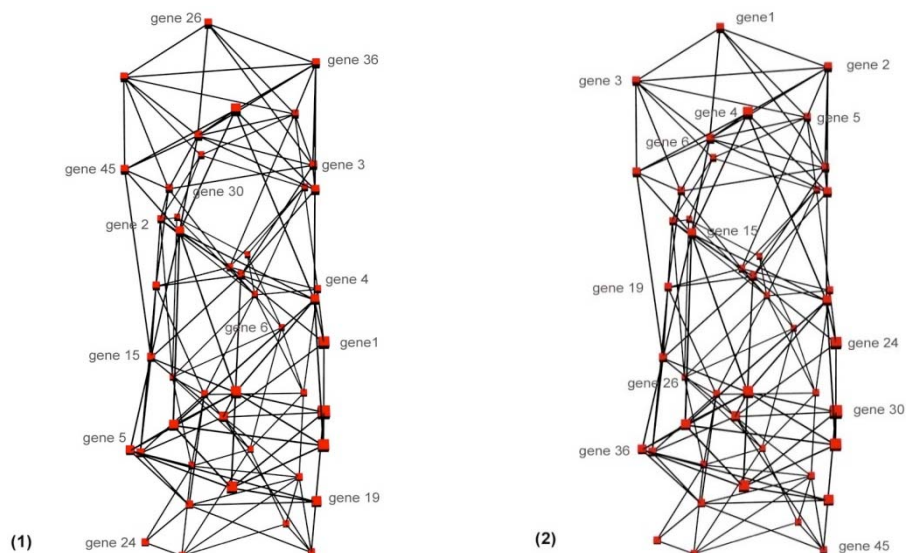 gene 26
gene 36
gene 45
gene 3
gene 30
gene 2
gene 4
gene 6
gene1
gene 15
gene 5
gene 19
gene 24
(1)
gene1
gene 2
gene 3
gene 4
gene 5
gene 6
gene 15
gene 19
gene 24
gene 26
gene 30
gene 36
gene 45
(2)